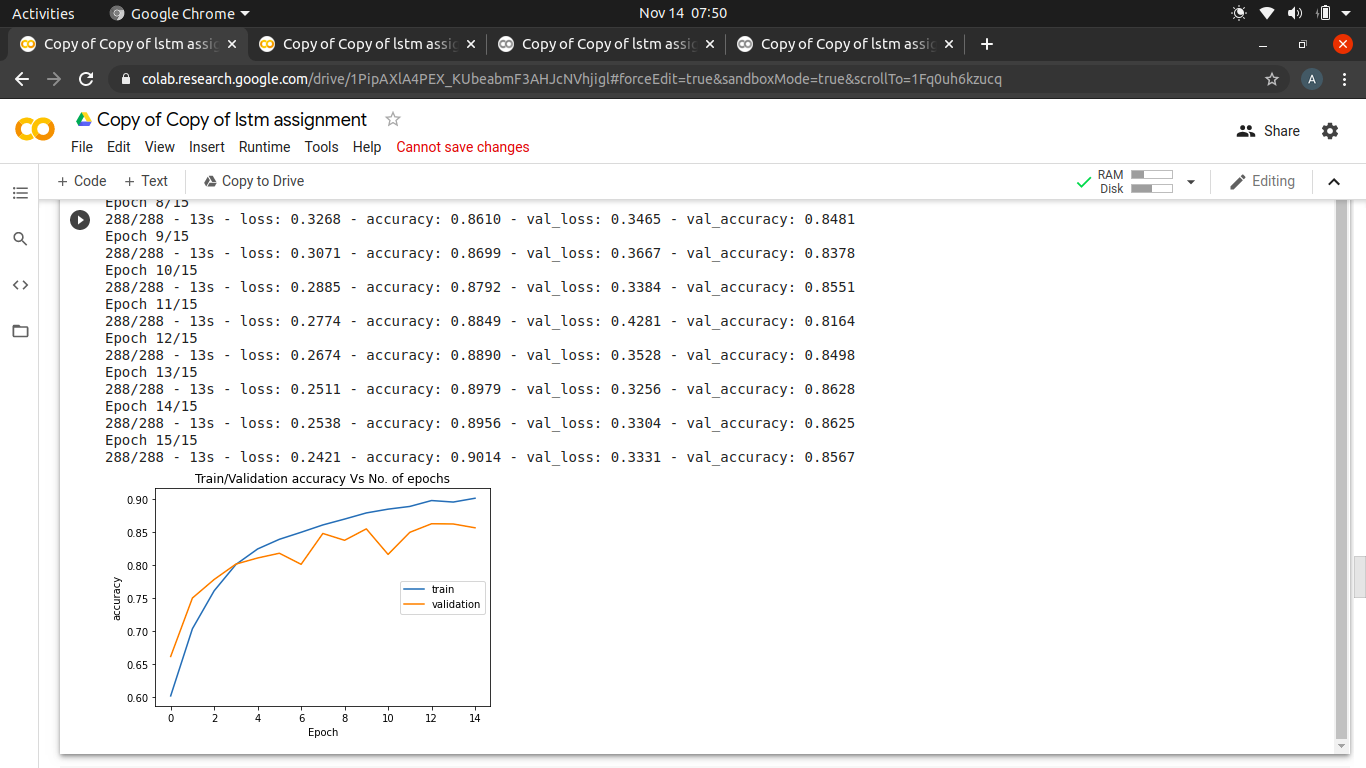 Activities Google Chrome Nov 14 07:50
Copy of Copy of lstm assig Copy of Copy of lstm assig Copy of Copy of lstm assig Copy of Copy of lstm assig
colab.research.google.com/drive/1PipAXlA4PEX_KUbeabmF3AHJcNVhjigl#forceEdit=true&sandboxMode=true&scrollTo=1Fq0uh6kzucq A
Copy of Copy of lstm assignment
Share
File Edit View Insert Runtime Tools Help Cannot save changes
+ Code + Text Copy to Drive RAM Disk Editing
Epoch 8/15
288/288 - 13s - loss: 0.3268 - accuracy: 0.8610 - val_loss: 0.3465 - val_accuracy: 0.8481
Epoch 9/15
288/288 - 13s - loss: 0.3071 - accuracy: 0.8699 - val_loss: 0.3667 - val_accuracy: 0.8378
Epoch 10/15
288/288 - 13s - loss: 0.2885 - accuracy: 0.8792 - val_loss: 0.3384 - val_accuracy: 0.8551
Epoch 11/15
288/288 - 13s - loss: 0.2774 - accuracy: 0.8849 - val_loss: 0.4281 - val_accuracy: 0.8164
Epoch 12/15
288/288 - 13s - loss: 0.2674 - accuracy: 0.8890 - val_loss: 0.3528 - val_accuracy: 0.8498
Epoch 13/15
288/288 - 13s - loss: 0.2511 - accuracy: 0.8979 - val_loss: 0.3256 - val_accuracy: 0.8628
Epoch 14/15
288/288 - 13s - loss: 0.2538 - accuracy: 0.8956 - val_loss: 0.3304 - val_accuracy: 0.8625
Epoch 15/15
288/288 - 13s - loss: 0.2421 - accuracy: 0.9014 - val_loss: 0.3331 - val_accuracy: 0.8567
Train/Validation accuracy Vs No. of epochs
0.90
0.85
0.80
0.75
0.70
0.65
0.60
accuracy
train
validation
0 2 4 6 8 10 12 14
Epoch